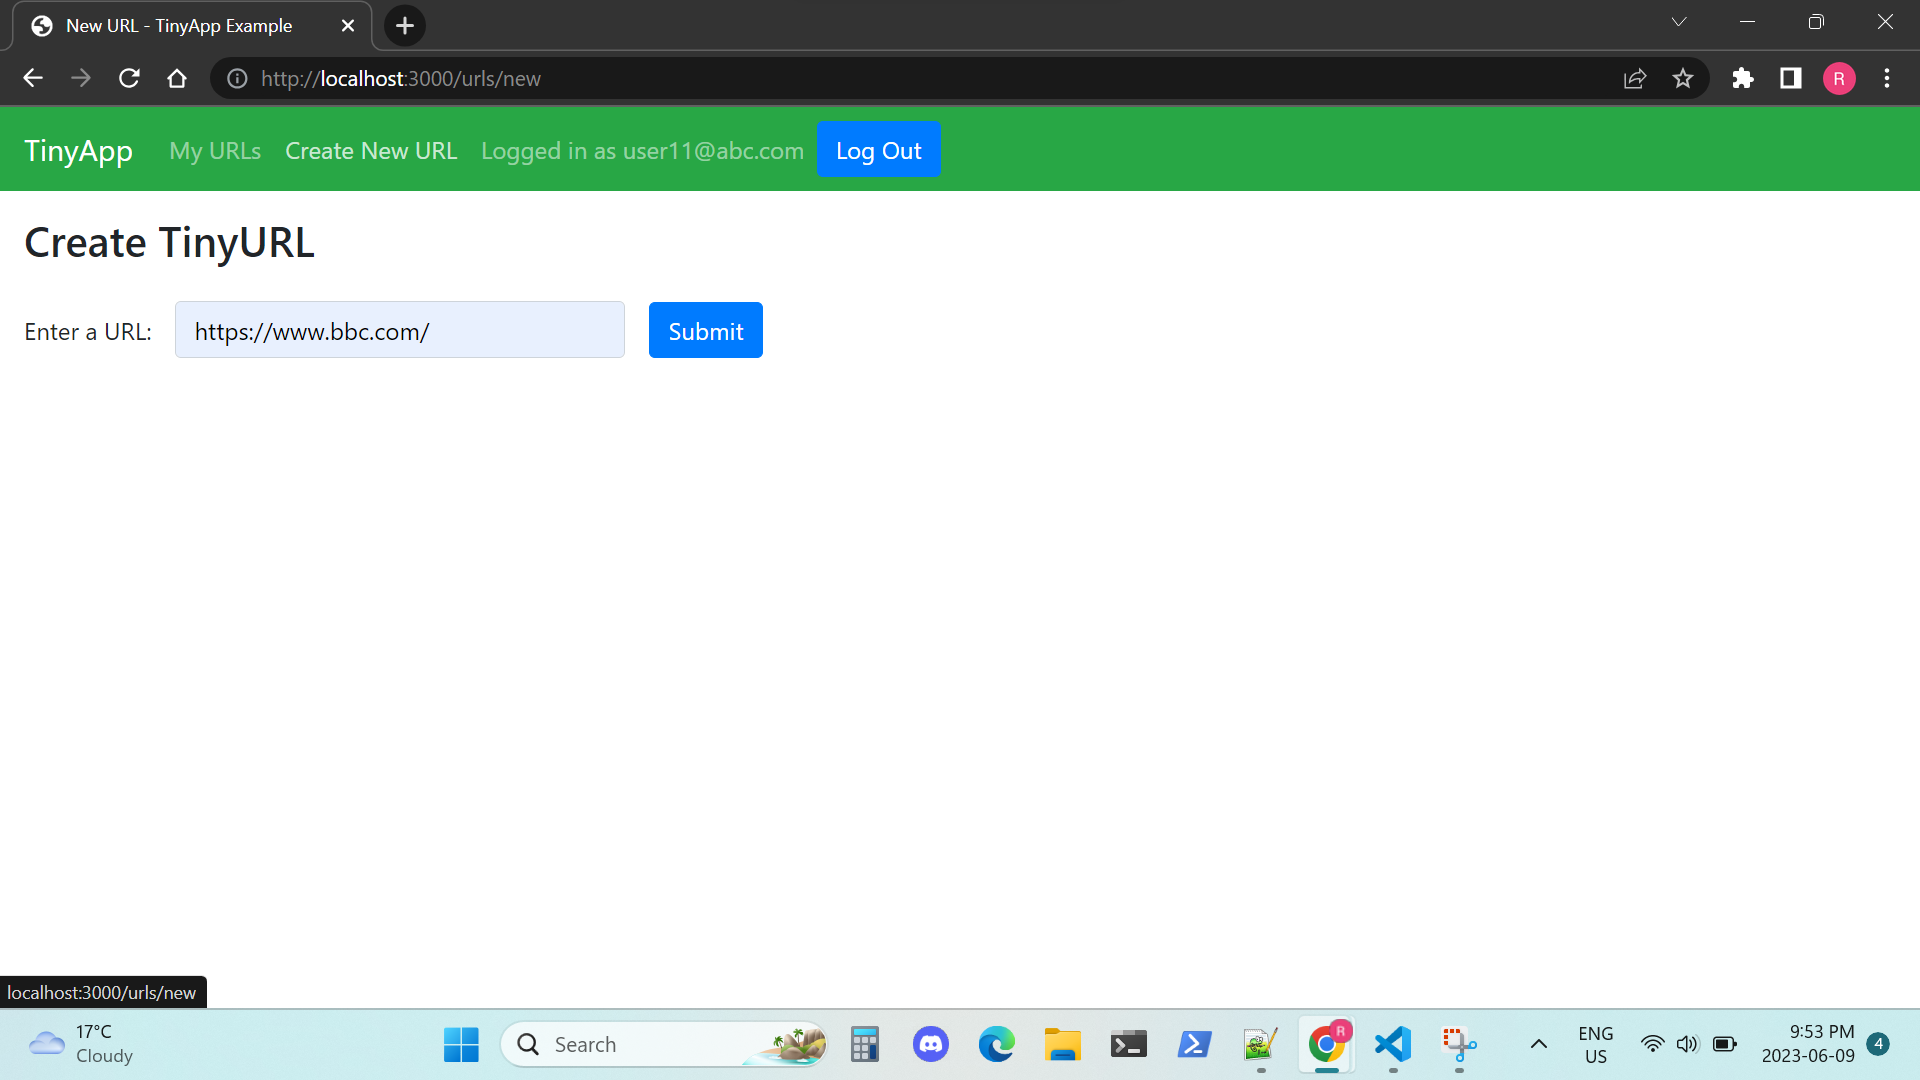 New URL - TinyApp Example
http://localhost:3000/urls/new
R
TinyApp My URLs Create New URL Logged in as user11@abc.com Log Out
Create TinyURL
Enter a URL: https://www.bbc.com/ Submit
localhost:3000/urls/new
17°C
Cloudy
Search
R
ENG
US
9:53 PM
2023-06-09
4